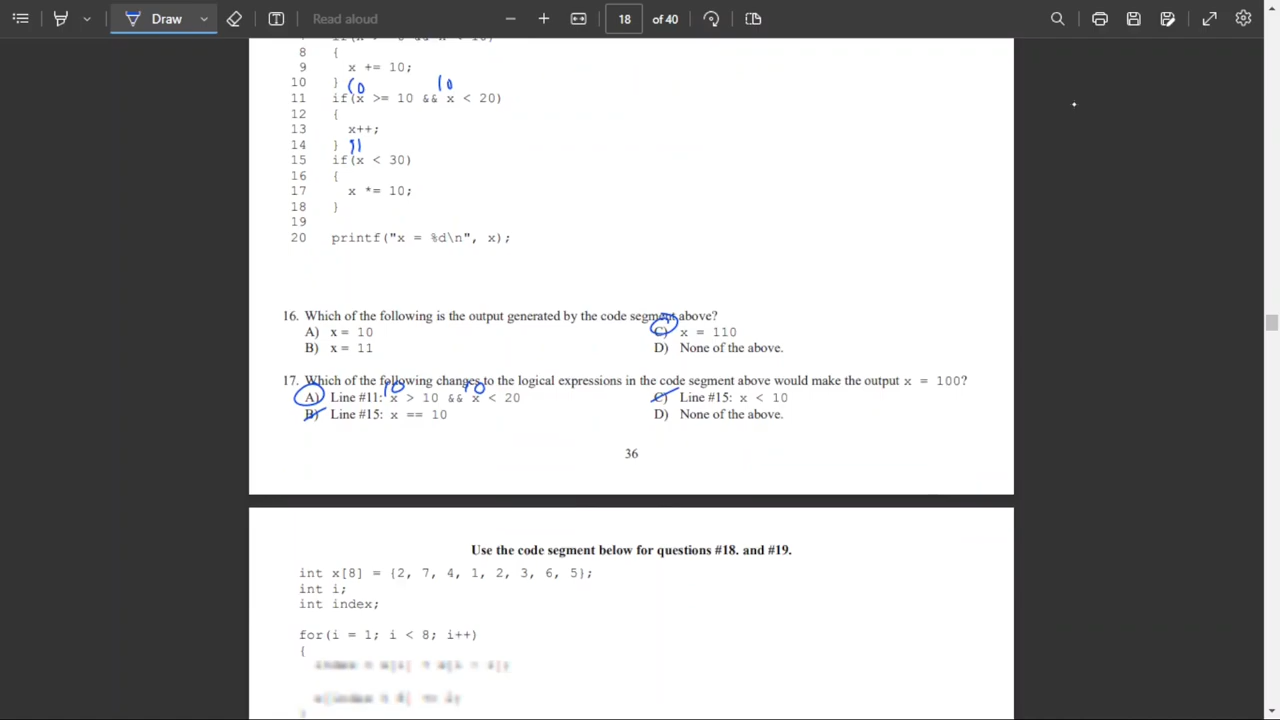 Draw
Read aloud
18 of 40
8 {
9 x += 10;
10 }
10 10
11 if(x >= 10 && x < 20)
12 {
13 x++;
14 } 11
15 if(x < 30)
16 {
17 x *= 10;
18 }
19
20 printf("x = %d\n", x);
16. Which of the following is the output generated by the code segment above?
A) x = 10 C) x = 110
B) x = 11 D) None of the above.
17. Which of the following changes to the logical expressions in the code segment above would make the output x = 100?
10 10
A) Line #11: x > 10 && x < 20 C) Line #15: x < 10
B) Line #15: x == 10 D) None of the above.
36
Use the code segment below for questions #18. and #19.
int x[8] = {2, 7, 4, 1, 2, 3, 6, 5};
int i;
int index;
for(i = 1; i < 8; i++)
{